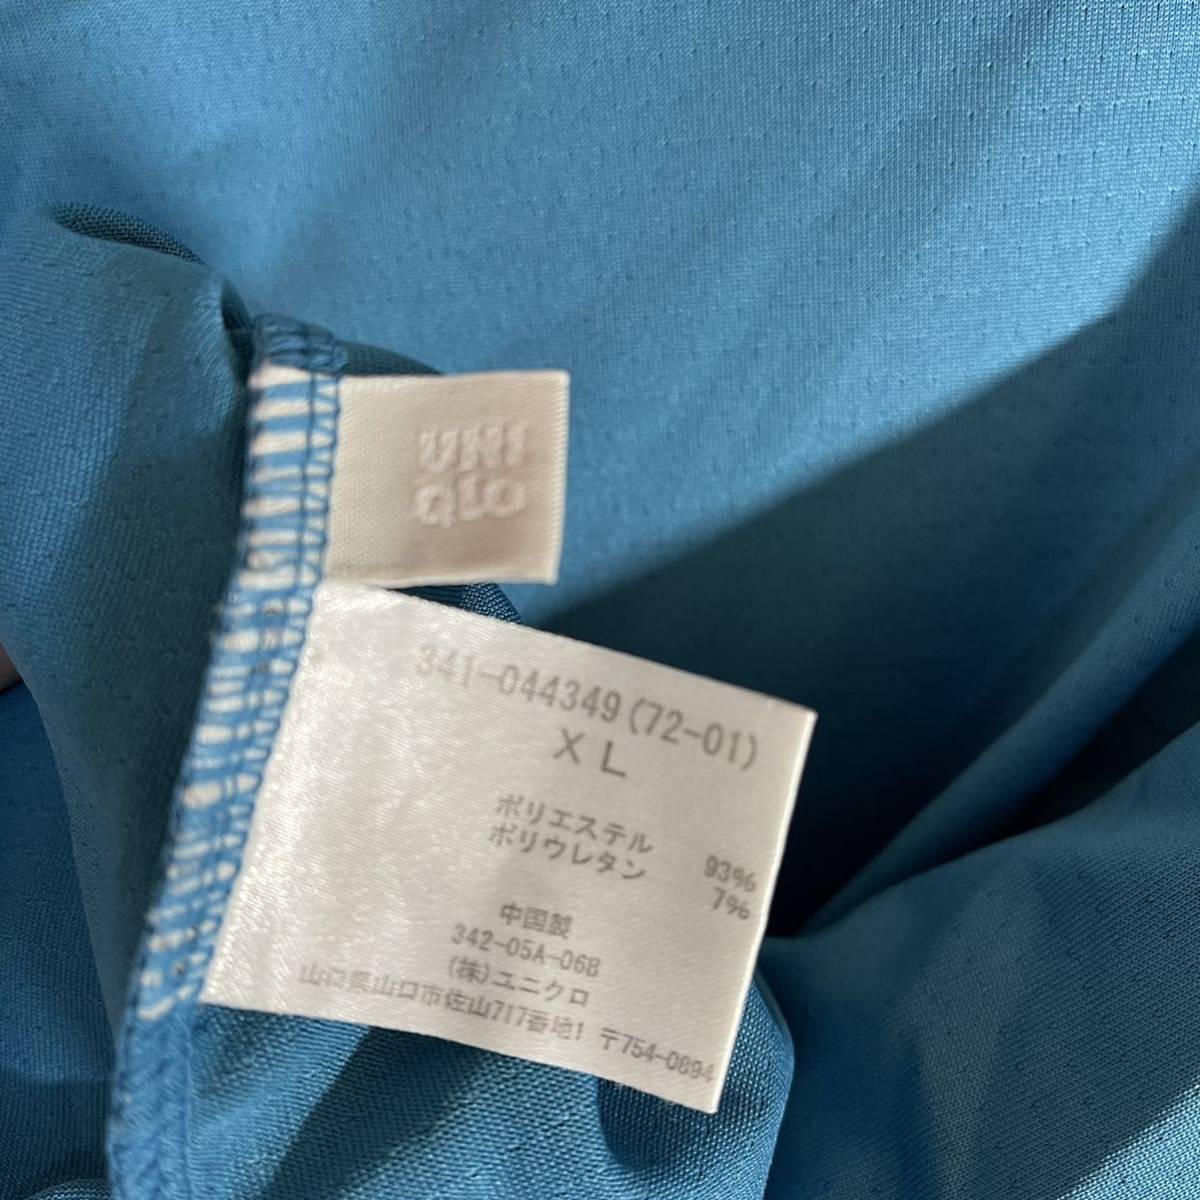 UNI
QLO
341-044349(72-01)
XL
ポリエステル 93%
ポリウレタン 7%
中国製
342-05A-06B
(株)ユニクロ
山口県山口市佐山717番地1 〒754-0894